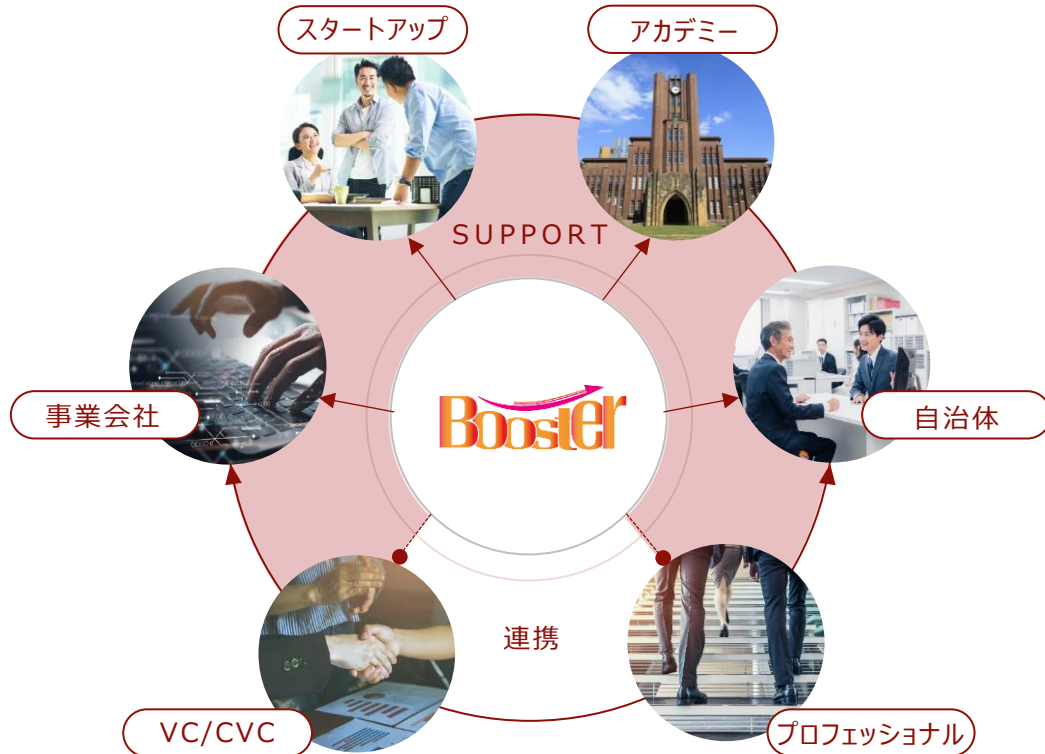 スタートアップ
アカデミー
SUPPORT
事業会社
Booster
自治体
連携
VC/CVC
プロフェッショナル